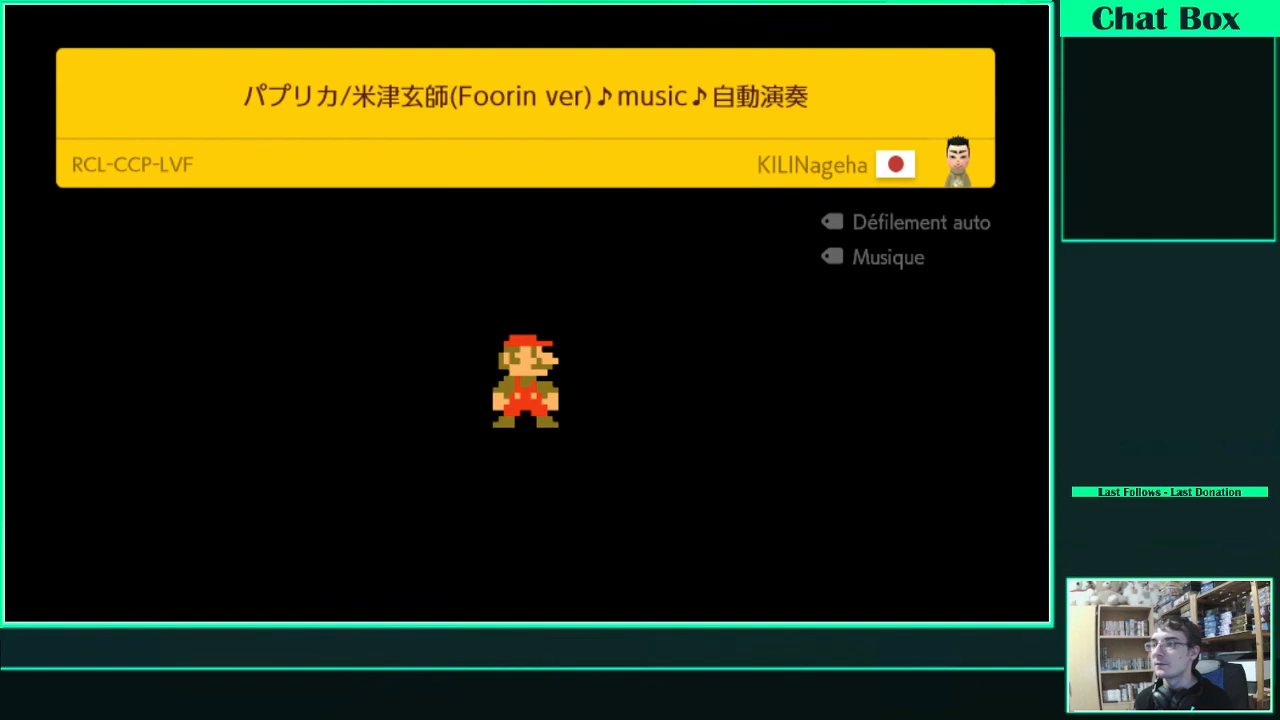 パプリカ/米津玄師(Foorin ver)♪music♪自動演奏
RCL-CCP-LVF
KILINageha
Défilement auto
Musique
Chat Box
Last Follows - Last Donation